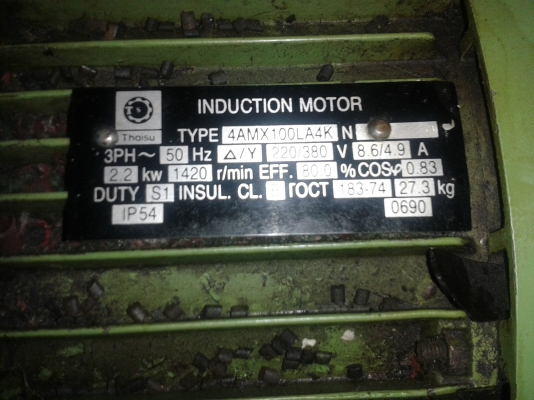 INDUCTION MOTOR
Thaisu TYPE 4AMX100LA4K N
3PH~ 50 Hz Δ/Y 220/380 V 8.6/4.9 A
2.2 kw 1420 r/min EFF. 80.0 % COSφ 0.83
DUTY S1 INSUL. CL. ГОСТ 183-74 27.3 kg
IP54 0690